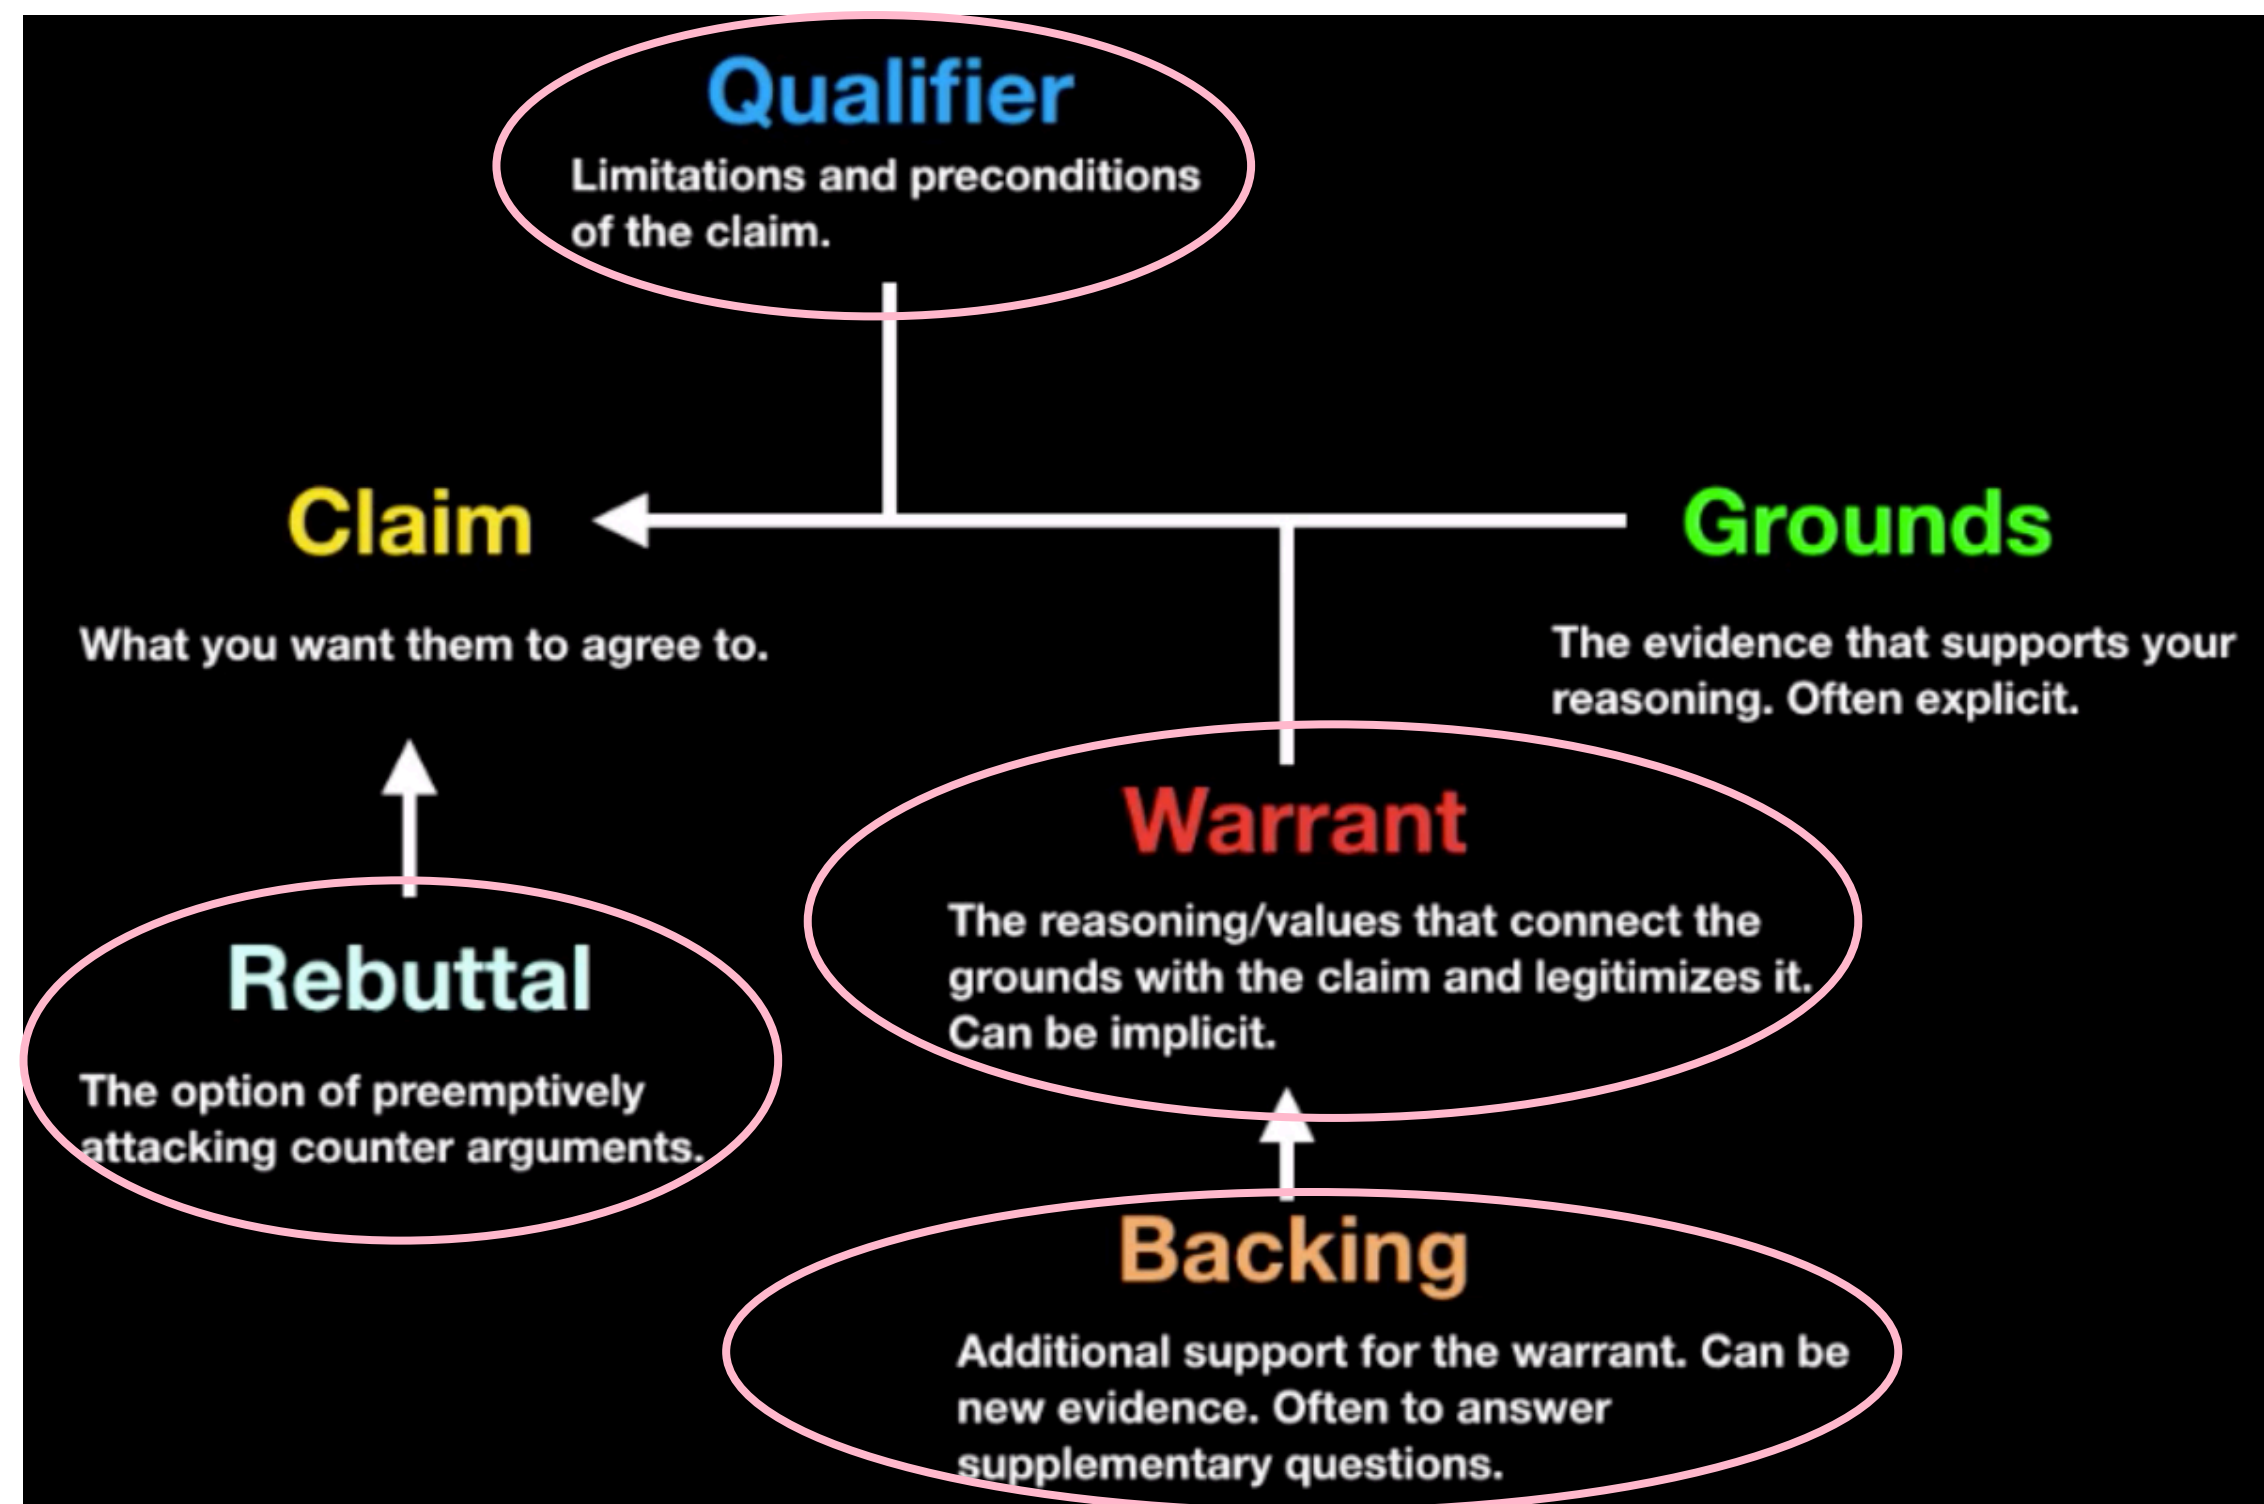 Qualifier
Limitations and preconditions
of the claim.
Claim
What you want them to agree to.
Grounds
The evidence that supports your
reasoning. Often explicit.
Warrant
The reasoning/values that connect the
grounds with the claim and legitimizes it.
Can be implicit.
Rebuttal
The option of preemptively
attacking counter arguments.
Backing
Additional support for the warrant. Can be
new evidence. Often to answer
supplementary questions.